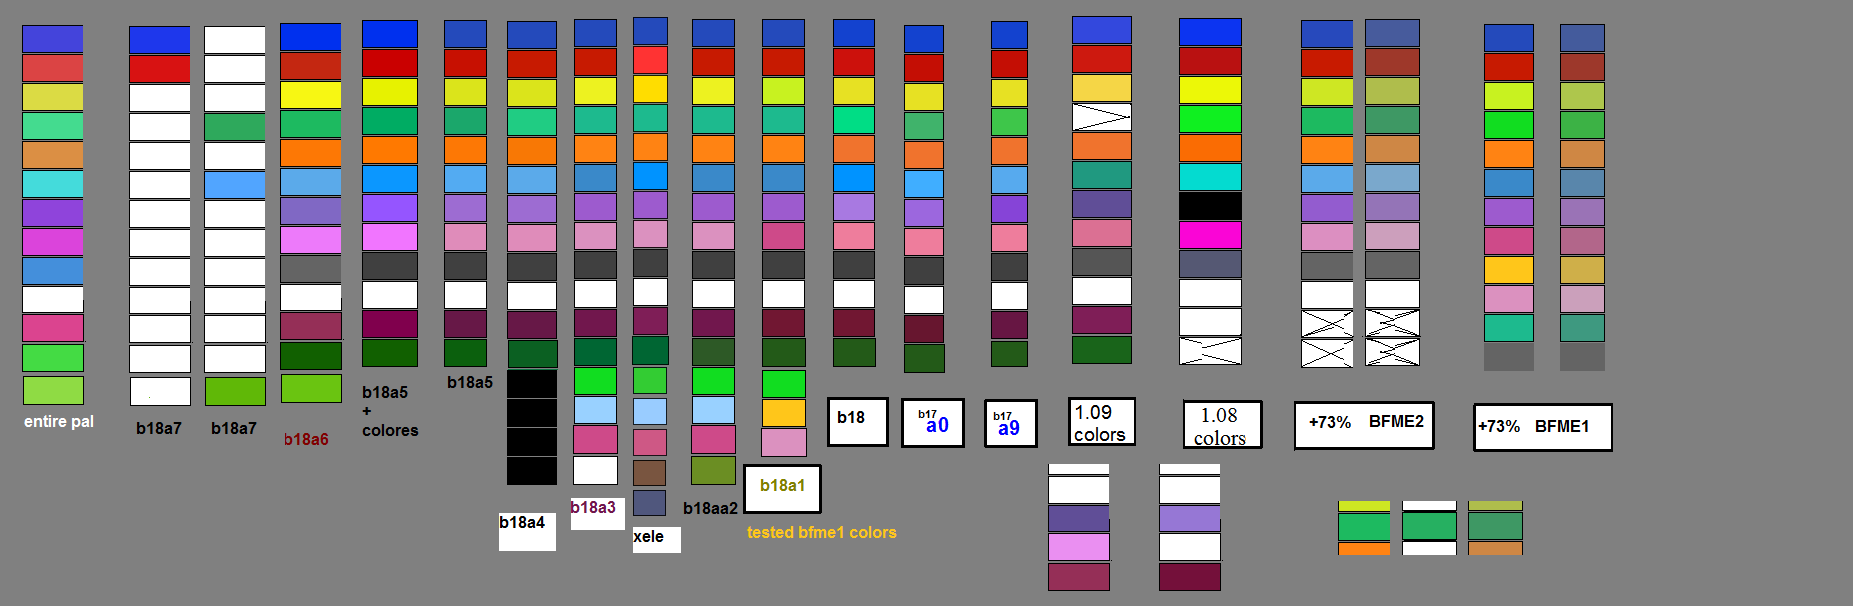 entire pal
b18a7
b18a7
b18a6
b18a5
+
colores
b18a5
b18a4
b18a3
xele
b18aa2
b18a1
tested bfme1 colors
b18
b17
a0
b17
a9
1.09
colors
1.08
colors
+73% BFME2
+73% BFME1